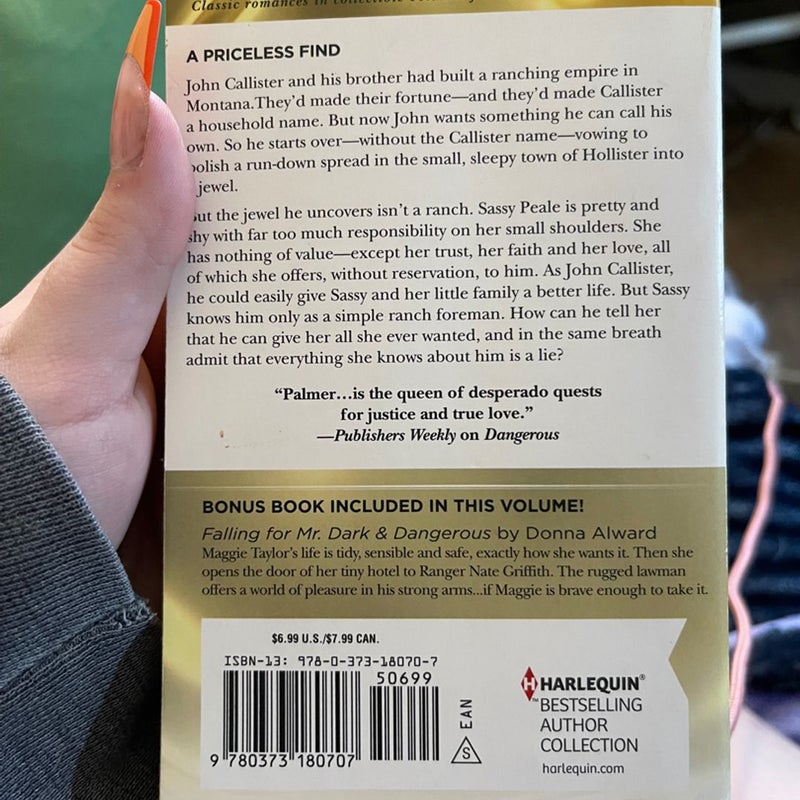 Classic romances in collectible
A PRICELESS FIND
John Callister and his brother had built a ranching empire in
Montana.They'd made their fortune—and they'd made Callister
a household name. But now John wants something he can call his
own. So he starts over—without the Callister name—vowing to
olish a run-down spread in the small, sleepy town of Hollister into
jewel.
ut the jewel he uncovers isn't a ranch. Sassy Peale is pretty and
shy with far too much responsibility on her small shoulders. She
has nothing of value—except her trust, her faith and her love, all
of which she offers, without reservation, to him. As John Callister,
he could easily give Sassy and her little family a better life. But Sassy
knows him only as a simple ranch foreman. How can he tell her
that he can give her all she ever wanted, and in the same breath
admit that everything she knows about him is a lie?
"Palmer...is the queen of desperado quests
for justice and true love."
—Publishers Weekly on Dangerous
BONUS BOOK INCLUDED IN THIS VOLUME!
Falling for Mr. Dark & Dangerous by Donna Alward
Maggie Taylor's life is tidy, sensible and safe, exactly how she wants it. Then she
opens the door of her tiny hotel to Ranger Nate Griffith. The rugged lawman
offers a world of pleasure in his strong arms...if Maggie is brave enough to take it.
$6.99 U.S./$7.99 CAN.
ISBN-13: 978-0-373-18070-7
50699
9 780373 180707
EAN
S
H HARLEQUIN®
™ BESTSELLING
AUTHOR
COLLECTION
harlequin.com